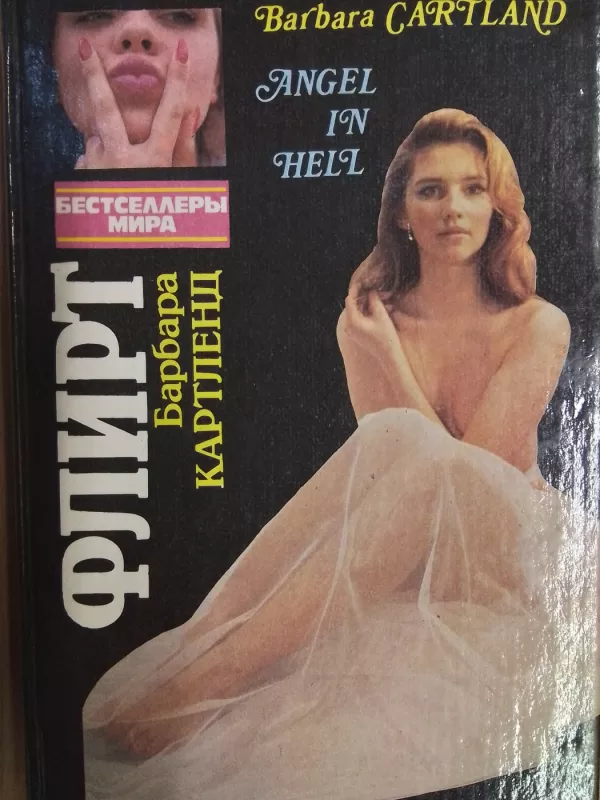 Barbara CARTLAND
ANGEL
IN
HELL
БЕСТСЕЛЛЕРЫ
МИРА
ФЛИРТ
Барбара
КАРТЛЕНД